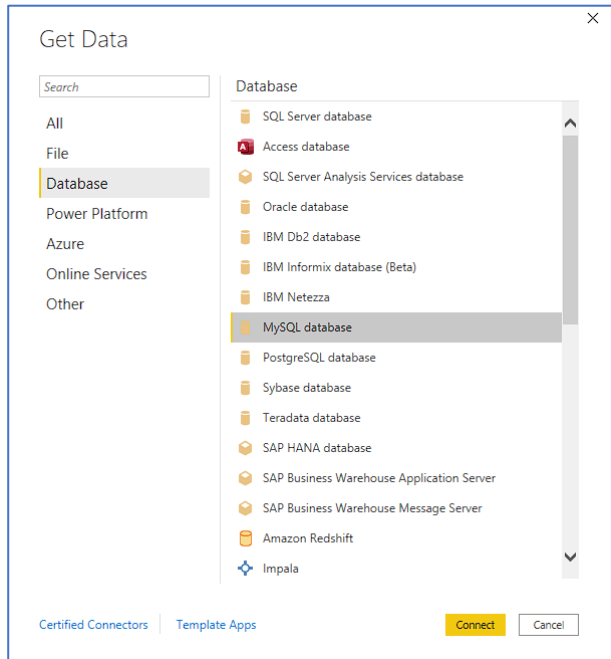 Get Data
Search
All
File
Database
Power Platform
Azure
Online Services
Other
Database
SQL Server database
Access database
SQL Server Analysis Services database
Oracle database
IBM Db2 database
IBM Informix database (Beta)
IBM Netezza
MySQL database
PostgreSQL database
Sybase database
Teradata database
SAP HANA database
SAP Business Warehouse Application Server
SAP Business Warehouse Message Server
Amazon Redshift
Impala
Certified Connectors
Template Apps
Connect
Cancel